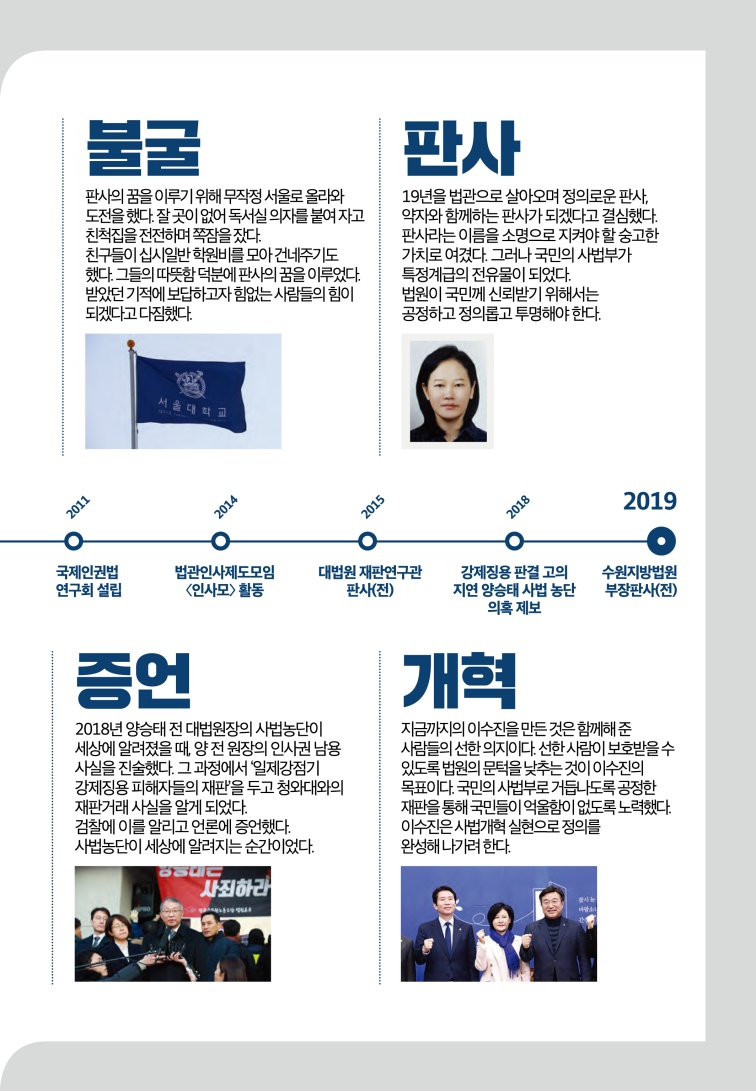 불굴
판사의 꿈을 이루기 위해 무작정 서울로 올라와
도전을 했다. 잘 곳이 없어 독서실 의자를 붙여 자고
친척집을 전전하며 쪽잠을 잤다.
친구들이 십시일반 학원비를 모아 건네주기도
했다. 그들의 따뜻함 덕분에 판사의 꿈을 이루었다.
받았던 기적에 보답하고자 힘없는 사람들의 힘이
되겠다고 다짐했다.
서울대학교
판사
19년을 법관으로 살아오며 정의로운 판사,
약자와 함께하는 판사가 되겠다고 결심했다.
판사라는 이름을 소명으로 지켜야 할 숭고한
가치로 여겼다. 그러나 국민의 사법부가
특정계급의 전유물이 되었다.
법원이 국민께 신뢰받기 위해서는
공정하고 정의롭고 투명해야 한다.
2011
국제인권법
연구회 설립
2014
법관인사제도모임
〈인사모〉 활동
2015
대법원 재판연구관
판사(전)
2018
강제징용 판결 고의
지연 양승태 사법 농단
의혹 제보
2019
수원지방법원
부장판사(전)
증언
2018년 양승태 전 대법원장의 사법농단이
세상에 알려졌을 때, 양 전 원장의 인사권 남용
사실을 진술했다. 그 과정에서 '일제강점기
강제징용 피해자들의 재판'을 두고 청와대와의
재판거래 사실을 알게 되었다.
검찰에 이를 알리고 언론에 증언했다.
사법농단이 세상에 알려지는 순간이었다.
사죄하라
개혁
지금까지의 이수진을 만든 것은 함께해 준
사람들의 선한 의지이다. 선한 사람이 보호받을 수
있도록 법원의 문턱을 낮추는 것이 이수진의
목표이다. 국민의 사법부로 거듭나도록 공정한
재판을 통해 국민들이 억울함이 없도록 노력했다.
이수진은 사법개혁 실현으로 정의를
완성해 나가려 한다.